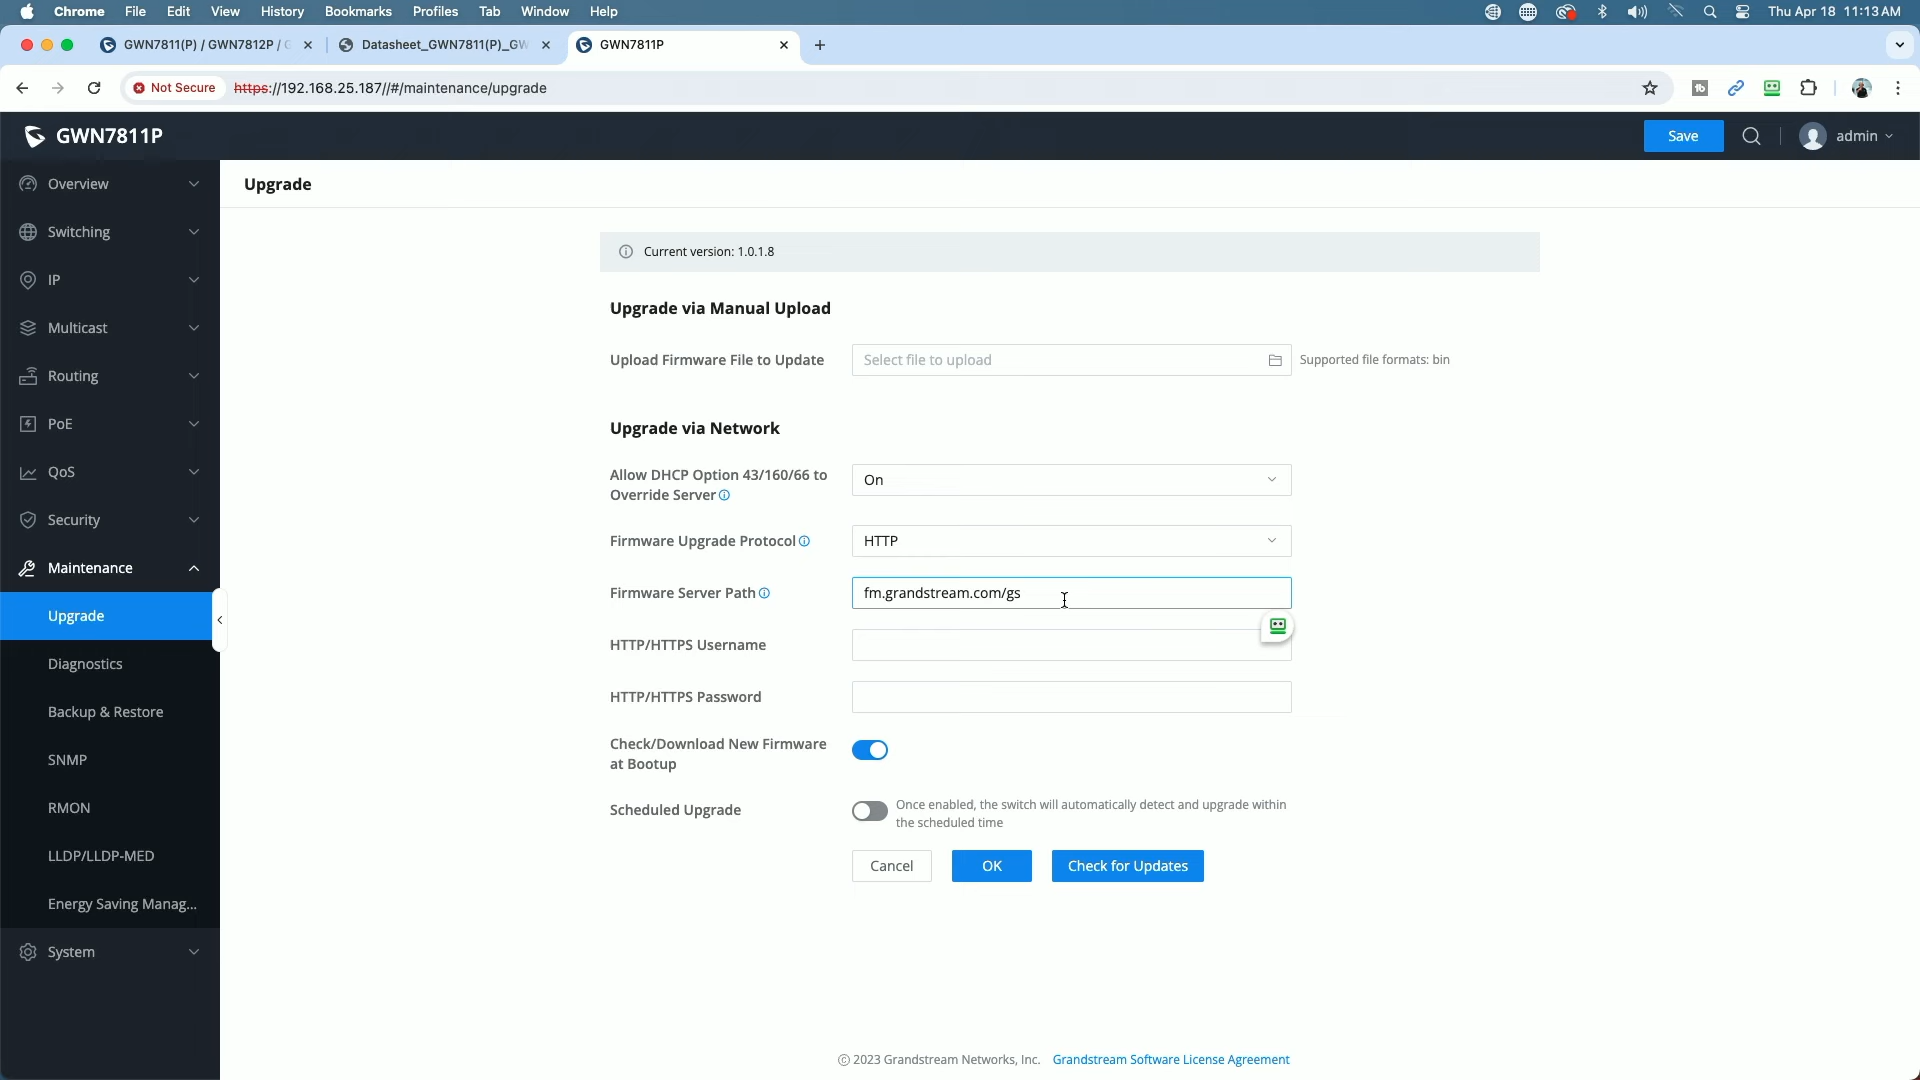 Chrome File Edit View History Bookmarks Profiles Tab Window Help Thu Apr 18 11:13 AM
GWN7811(P) / GWN7812P / G Datasheet_GWN7811(P)_GW GWN7811P
Not Secure https://192.168.25.187//#/maintenance/upgrade
GWN7811P Save admin
Overview
Switching
IP
Multicast
Routing
PoE
QoS
Security
Maintenance
Upgrade
Diagnostics
Backup & Restore
SNMP
RMON
LLDP/LLDP-MED
Energy Saving Manag...
System
Upgrade
Current version: 1.0.1.8
Upgrade via Manual Upload
Upload Firmware File to Update Select file to upload Supported file formats: bin
Upgrade via Network
Allow DHCP Option 43/160/66 to
Override Server On
Firmware Upgrade Protocol HTTP
Firmware Server Path fm.grandstream.com/gs
HTTP/HTTPS Username
HTTP/HTTPS Password
Check/Download New Firmware
at Bootup
Scheduled Upgrade Once enabled, the switch will automatically detect and upgrade within
the scheduled time
Cancel OK Check for Updates
© 2023 Grandstream Networks, Inc. Grandstream Software License Agreement